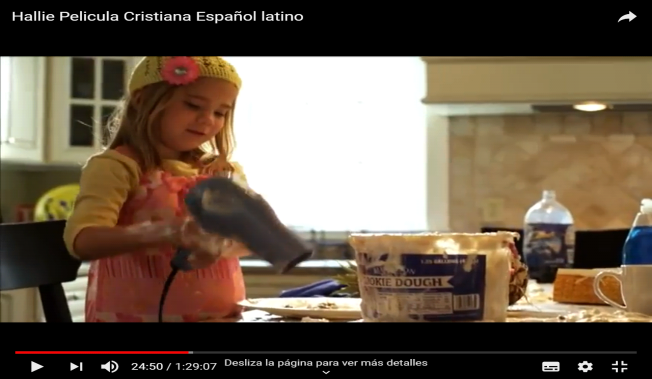 Hallie Pelicula Cristiana Español latino
COOKIE DOUGH
24:50 / 1:29:07
Desliza la página para ver más detalles